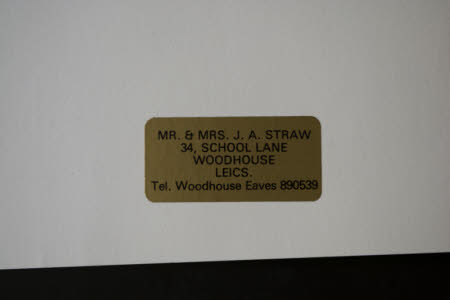 MR. & MRS. J. A. STRAW
34, SCHOOL LANE
WOODHOUSE
LEICS.
Tel. Woodhouse Eaves 890539